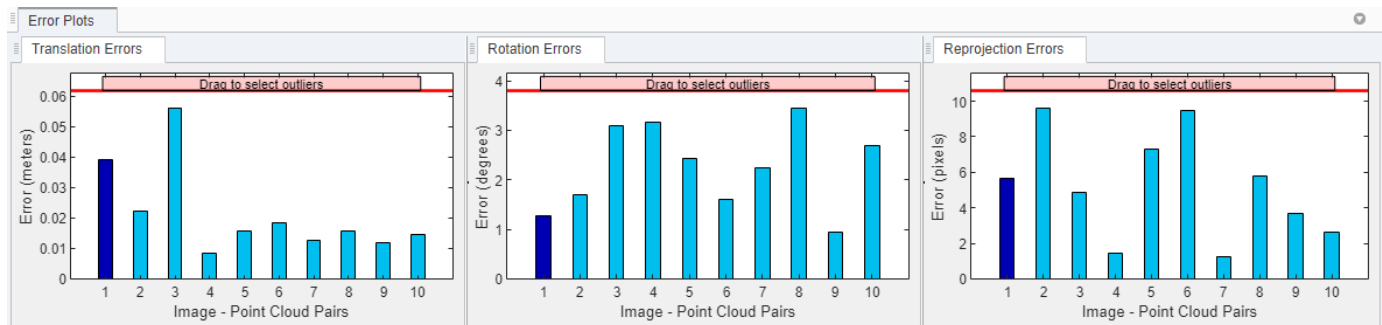 Error Plots
Translation Errors
Drag to select outliers
0.06
0.05
0.04
0.03
0.02
0.01
0
Error (meters)
1 2 3 4 5 6 7 8 9 10
Image - Point Cloud Pairs
Rotation Errors
Drag to select outliers
4
3
2
1
0
Error (degrees)
1 2 3 4 5 6 7 8 9 10
Image - Point Cloud Pairs
Reprojection Errors
Drag to select outliers
10
8
6
4
2
0
Error (pixels)
1 2 3 4 5 6 7 8 9 10
Image - Point Cloud Pairs